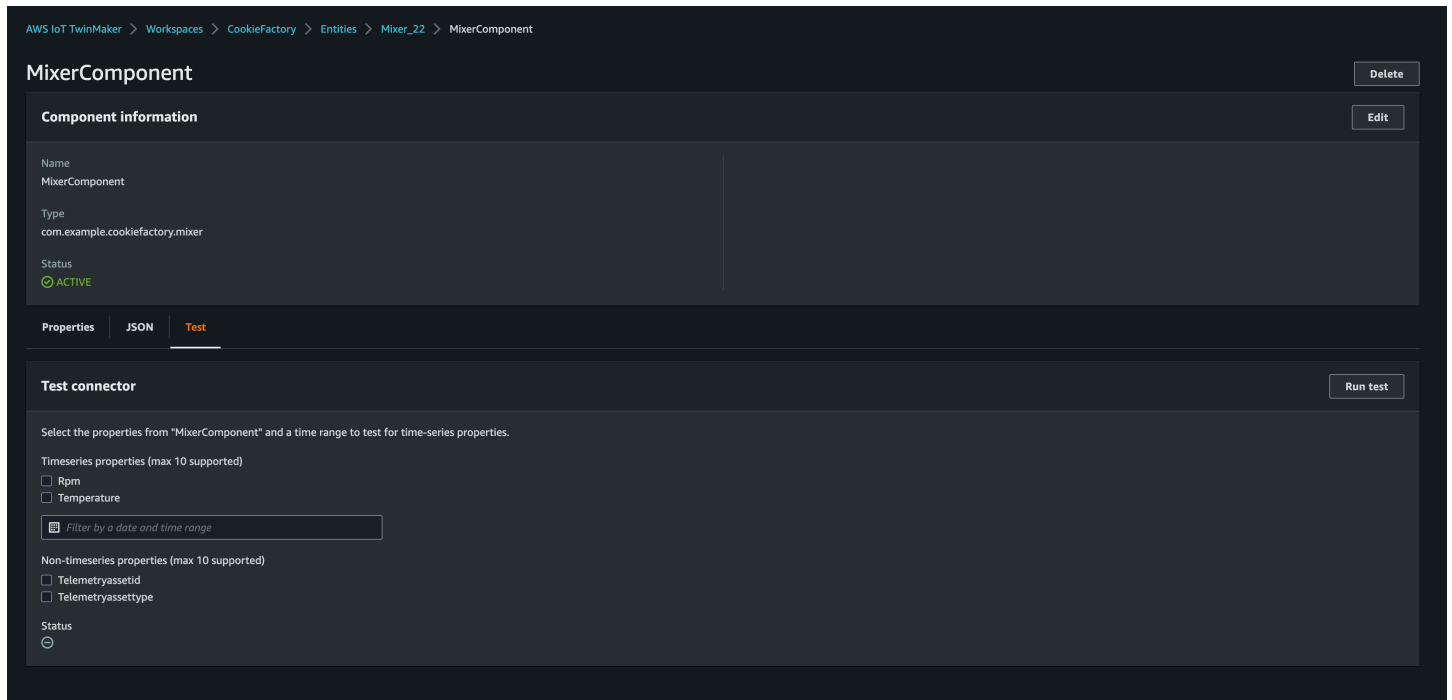 AWS IoT TwinMaker > Workspaces > CookieFactory > Entities > Mixer_22 > MixerComponent
MixerComponent
Delete
Component information
Edit
Name
MixerComponent
Type
com.example.cookiefactory.mixer
Status
ACTIVE
Properties JSON Test
Test connector
Run test
Select the properties from "MixerComponent" and a time range to test for time-series properties.
Timeseries properties (max 10 supported)
Rpm
Temperature
Filter by a date and time range
Non-timeseries properties (max 10 supported)
Telemetryassetid
Telemetryassettype
Status